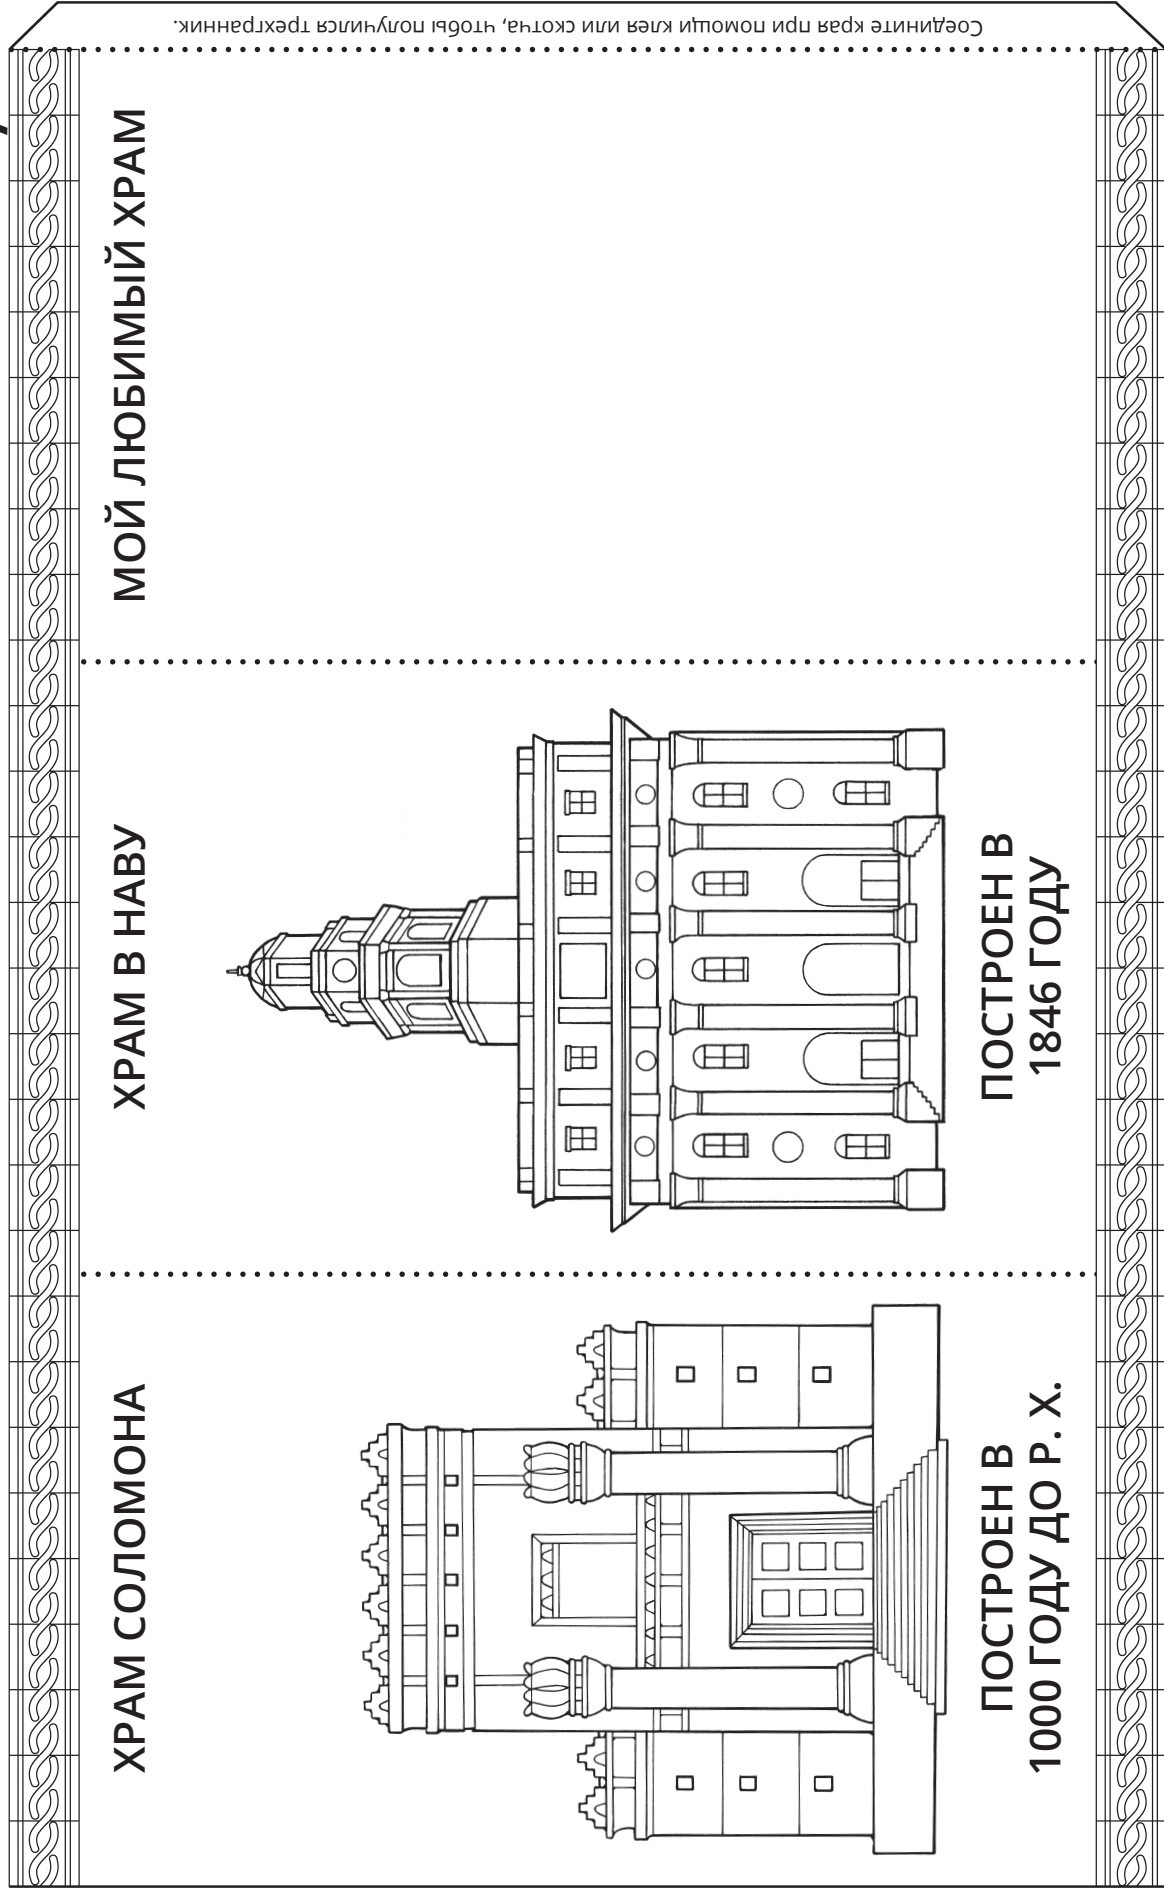 ХРАМ СОЛОМОНА
ПОСТРОЕН В
1000 ГОДУ ДО Р. Х.
ХРАМ В НАВУ
ПОСТРОЕН В
1846 ГОДУ
МОЙ ЛЮБИМЫЙ ХРАМ
Соедините края при помощи клея или скотча, чтобы получился трехгранник.